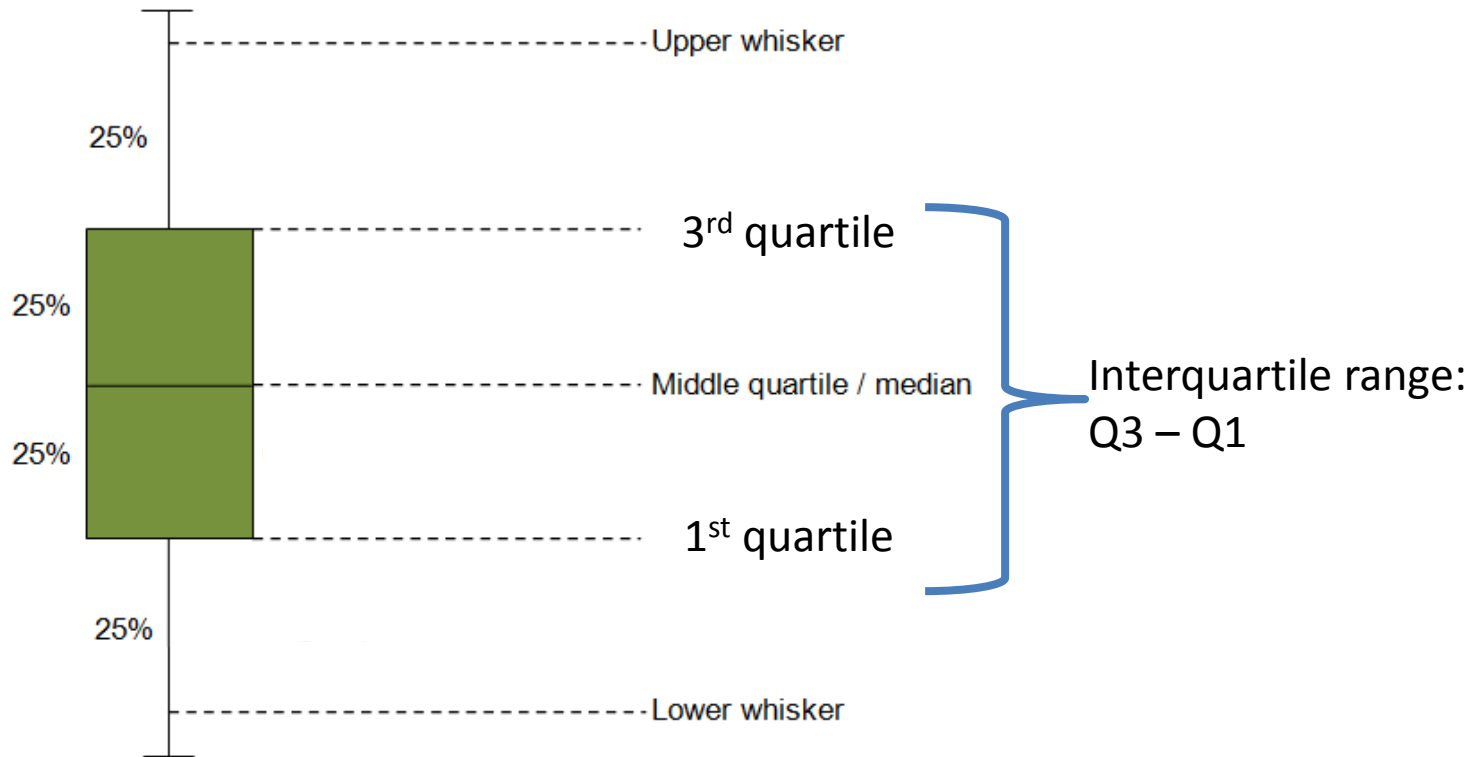 Upper whisker
25%
3rd quartile
25%
Middle quartile / median
Interquartile range:
Q3 – Q1
25%
1st quartile
25%
Lower whisker